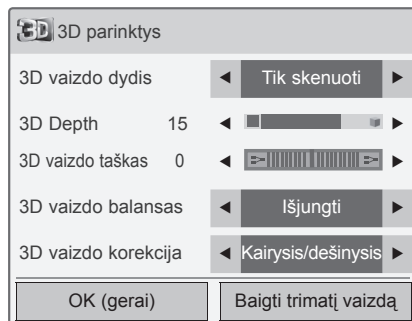 3D 3D parinktys
3D vaizdo dydis Tik skenuoti
3D Depth 15
3D vaizdo taškas 0
3D vaizdo balansas Išjungti
3D vaizdo korekcija Kairysis/dešinysis
OK (gerai) Baigti trimatį vaizdą